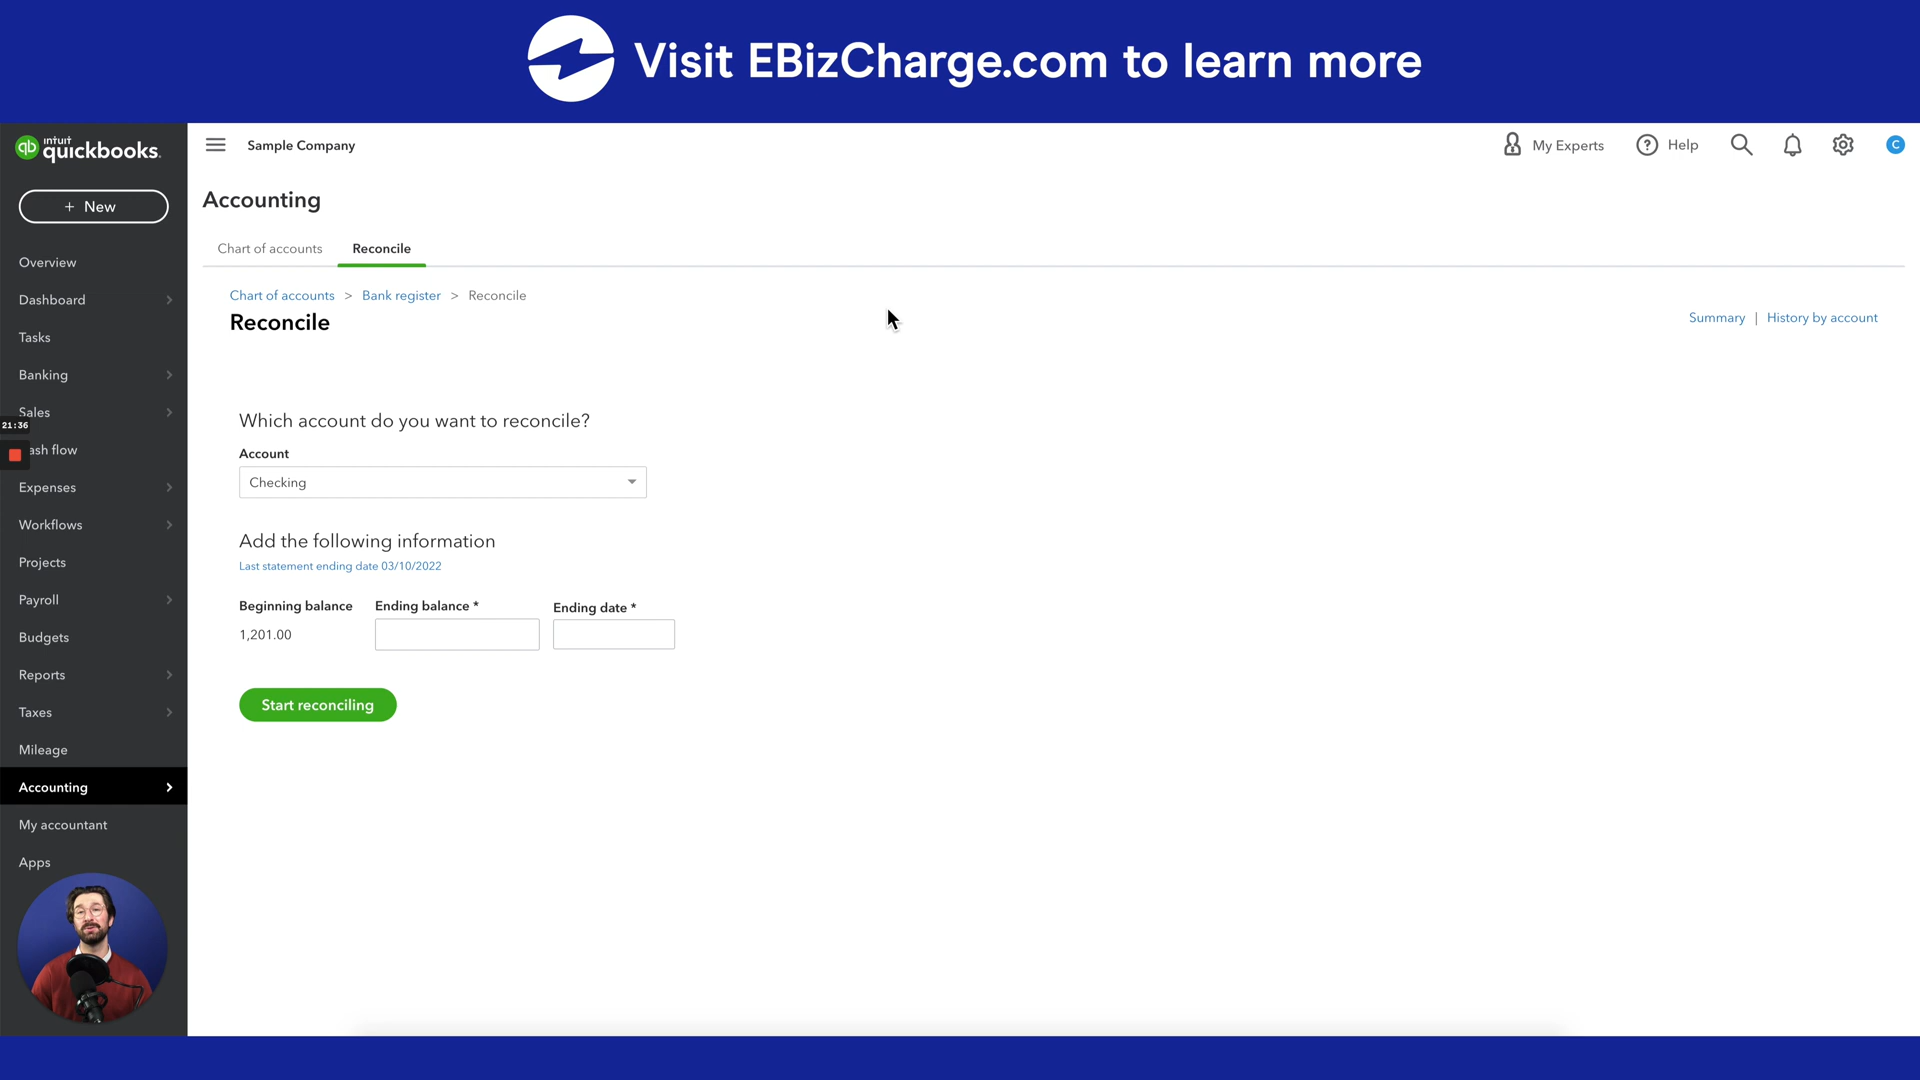 Visit EBizCharge.com to learn more
intuit
quickbooks.
qb
Sample Company
My Experts
Help
C
+ New
Accounting
Chart of accounts
Reconcile
Overview
Dashboard
Tasks
Banking
Sales
21:36
ash flow
Expenses
Workflows
Projects
Payroll
Budgets
Reports
Taxes
Mileage
Accounting
My accountant
Apps
Chart of accounts > Bank register > Reconcile
Reconcile
Summary | History by account
Which account do you want to reconcile?
Account
Checking
Add the following information
Last statement ending date 03/10/2022
Beginning balance Ending balance * Ending date *
1,201.00
Start reconciling